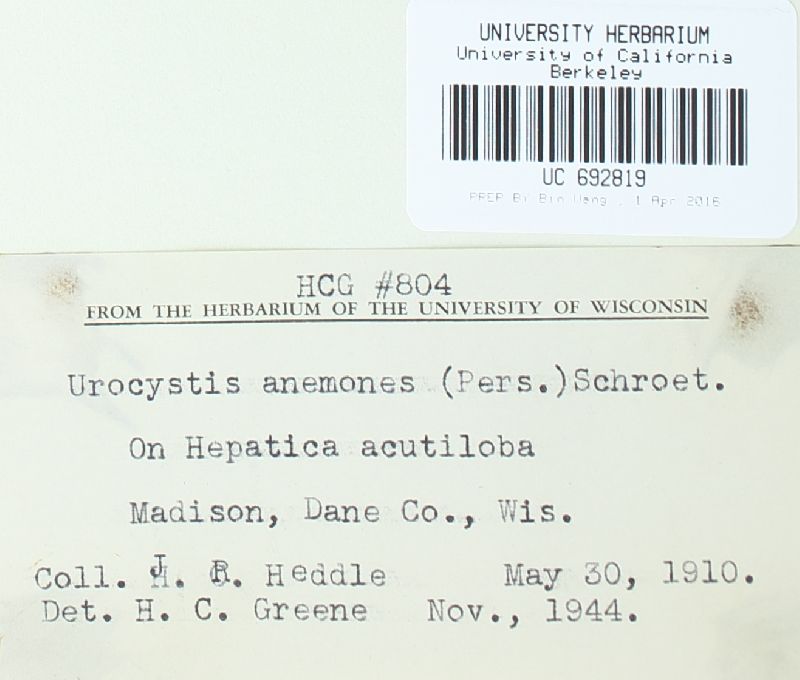 UNIVERSITY HERBARIUM
University of California
Berkeley
UC 692819
PREP BY Bin Wang , 1 Apr 2016
HCG #804
FROM THE HERBARIUM OF THE UNIVERSITY OF WISCONSIN
Urocystis anemones (Pers.)Schroet.
On Hepatica acutiloba
Madison, Dane Co., Wis.
Coll. J. R. Heddle May 30, 1910.
Det. H. C. Greene Nov., 1944.